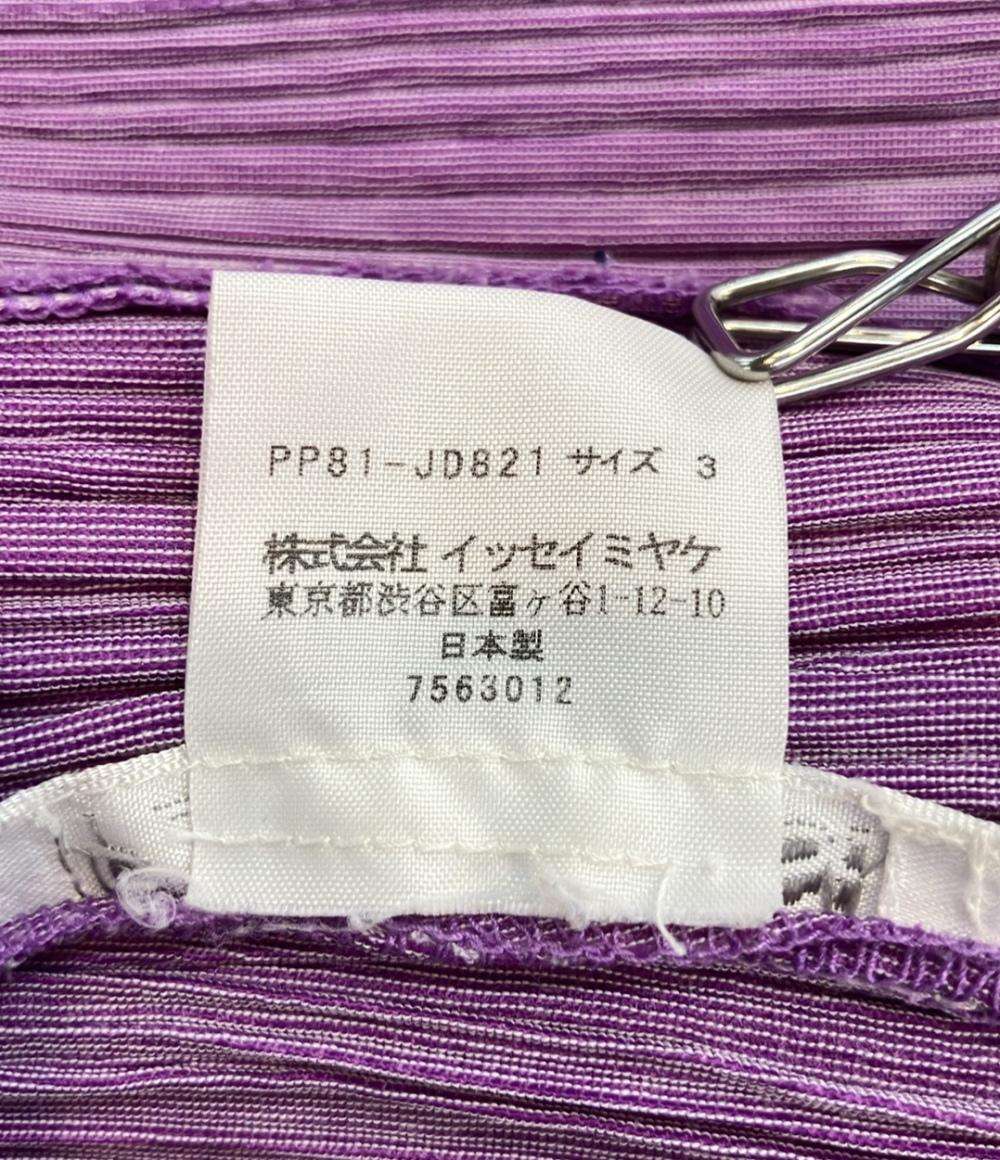 PP81-JD821 サイズ 3
株式会社 イッセイミヤケ
東京都渋谷区富ヶ谷1-12-10
日本製
7563012